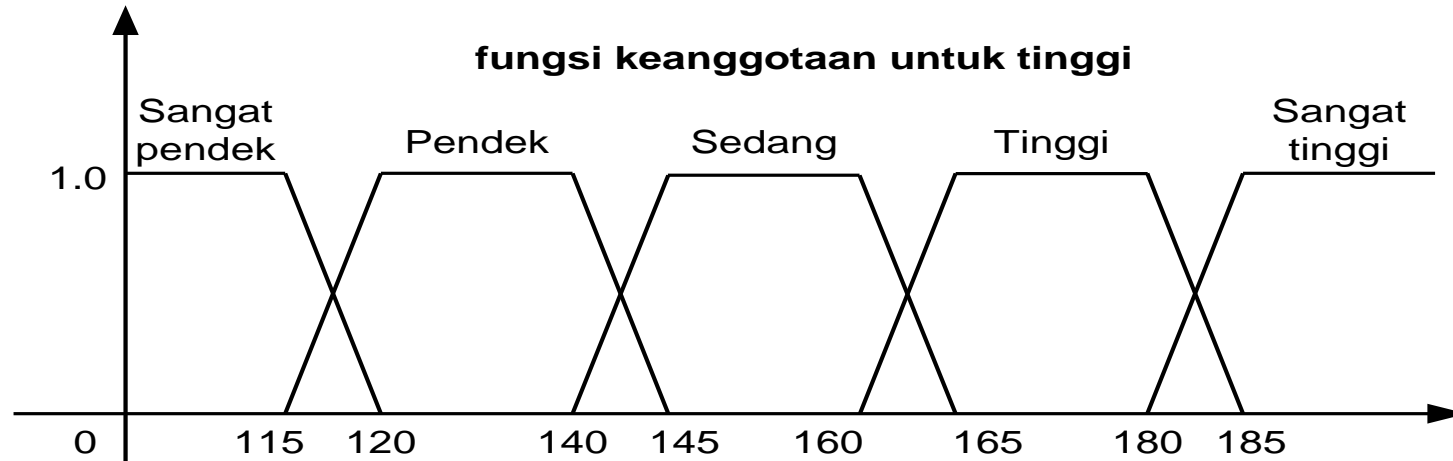 fungsi keanggotaan untuk tinggi
Sangat
pendek
Pendek
Sedang
Tinggi
Sangat
tinggi
1.0
0
115
120
140
145
160
165
180
185